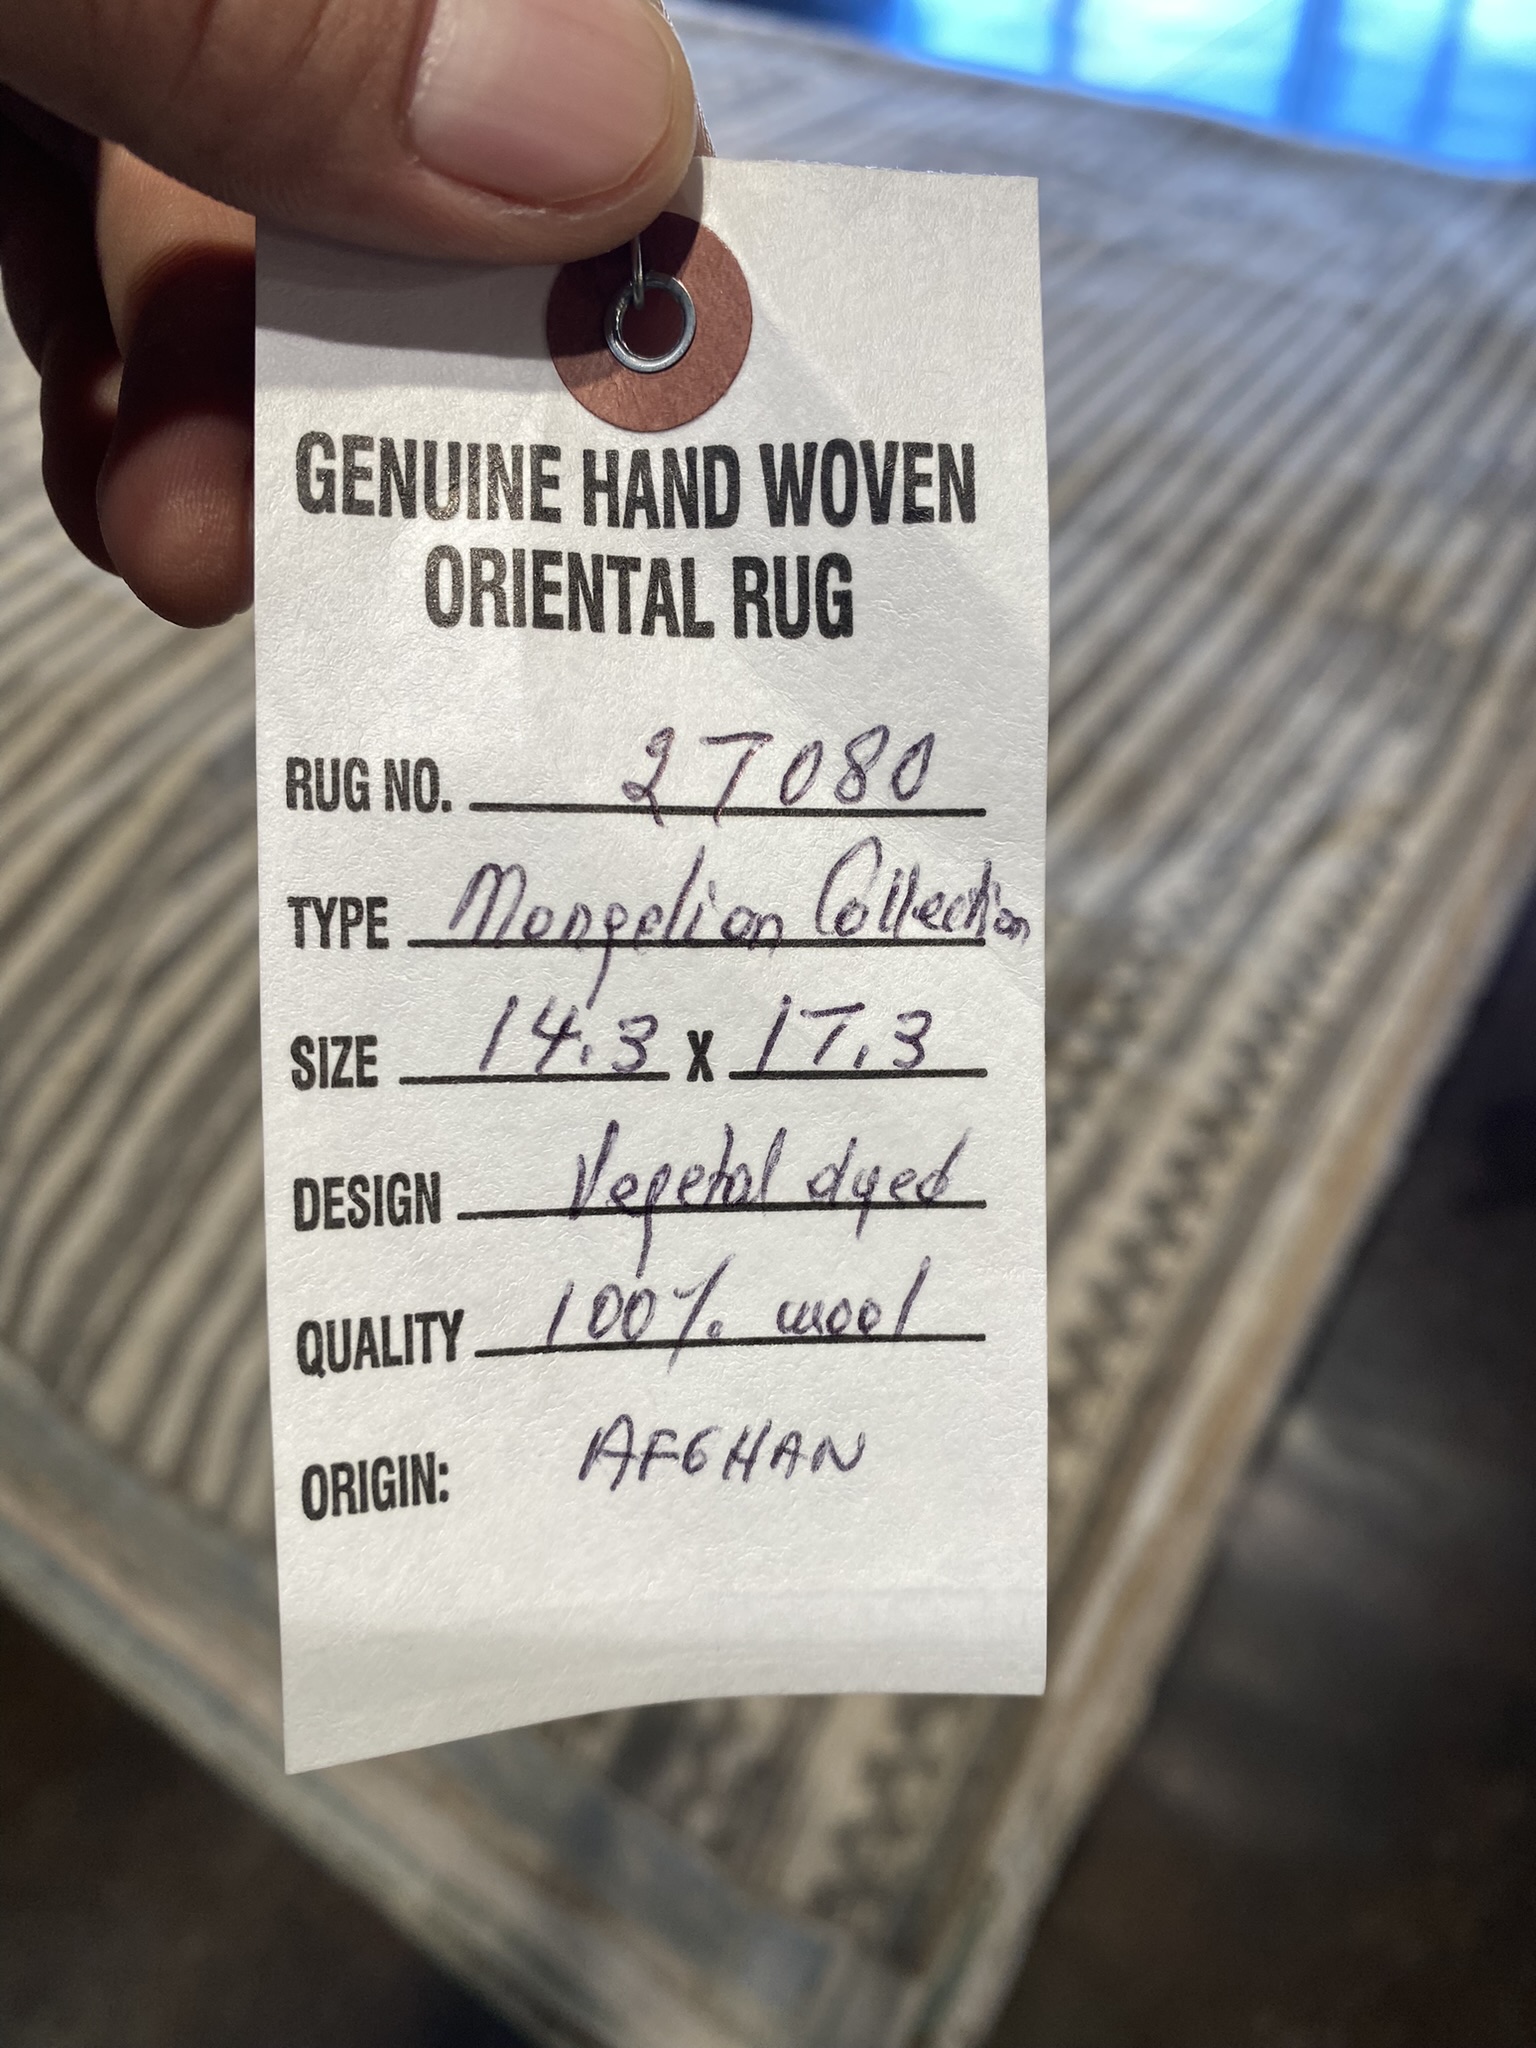 GENUINE HAND WOVEN
ORIENTAL RUG
RUG NO. 27080
TYPE Mongolian Collection
SIZE 14.3 X 17.3
DESIGN Vegetal dyed
QUALITY 100% wool
ORIGIN: AFGHAN